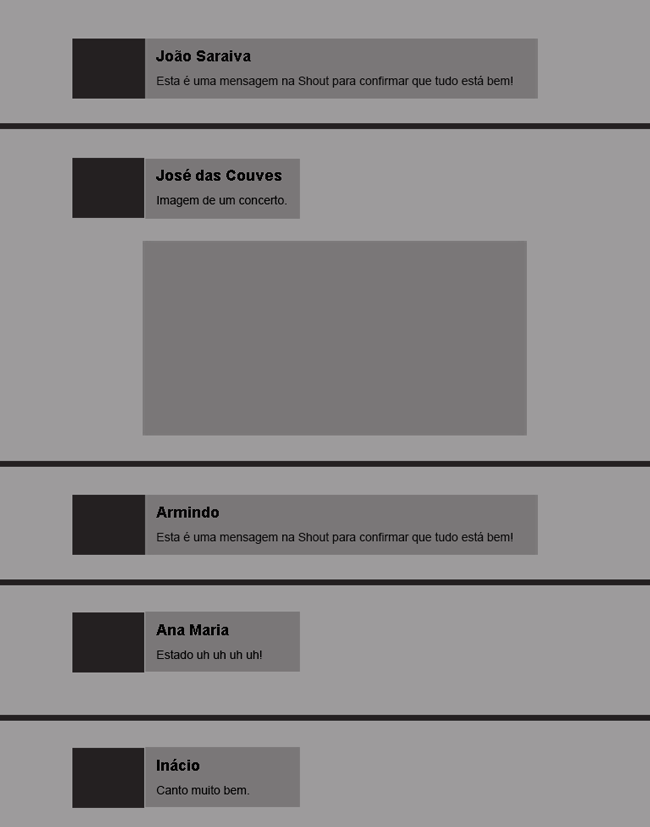 João Saraiva
Esta é uma mensagem na Shout para confirmar que tudo está bem!
José das Couves
Imagem de um concerto.
Armindo
Esta é uma mensagem na Shout para confirmar que tudo está bem!
Ana Maria
Estado uh uh uh uh!
Inácio
Canto muito bem.